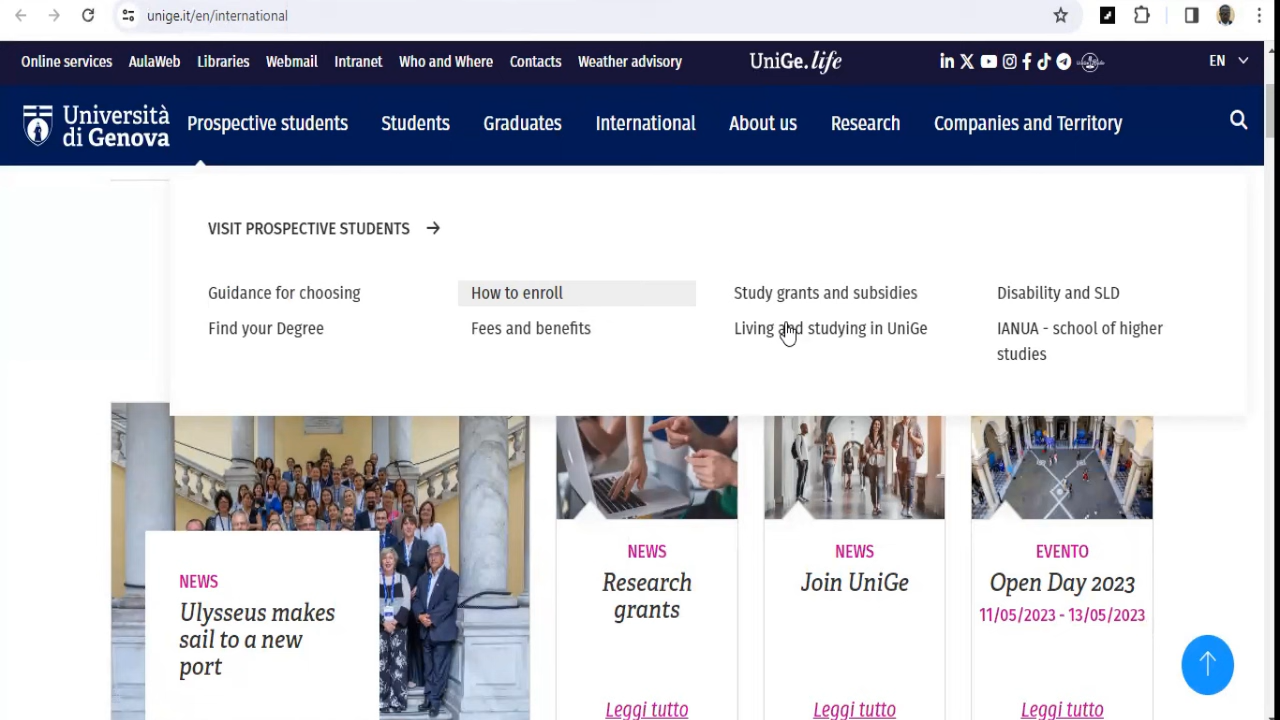 unige.it/en/international
Online services AulaWeb Libraries Webmail Intranet Who and Where Contacts Weather advisory UniGe.life EN
Università
di Genova
Prospective students Students Graduates International About us Research Companies and Territory
VISIT PROSPECTIVE STUDENTS →
Guidance for choosing How to enroll Study grants and subsidies Disability and SLD
Find your Degree Fees and benefits Living and studying in UniGe IANUA - school of higher
studies
NEWS
Ulysseus makes
sail to a new
port
NEWS
Research
grants
Leggi tutto
NEWS
Join UniGe
Leggi tutto
EVENTO
Open Day 2023
11/05/2023 - 13/05/2023
Leggi tutto